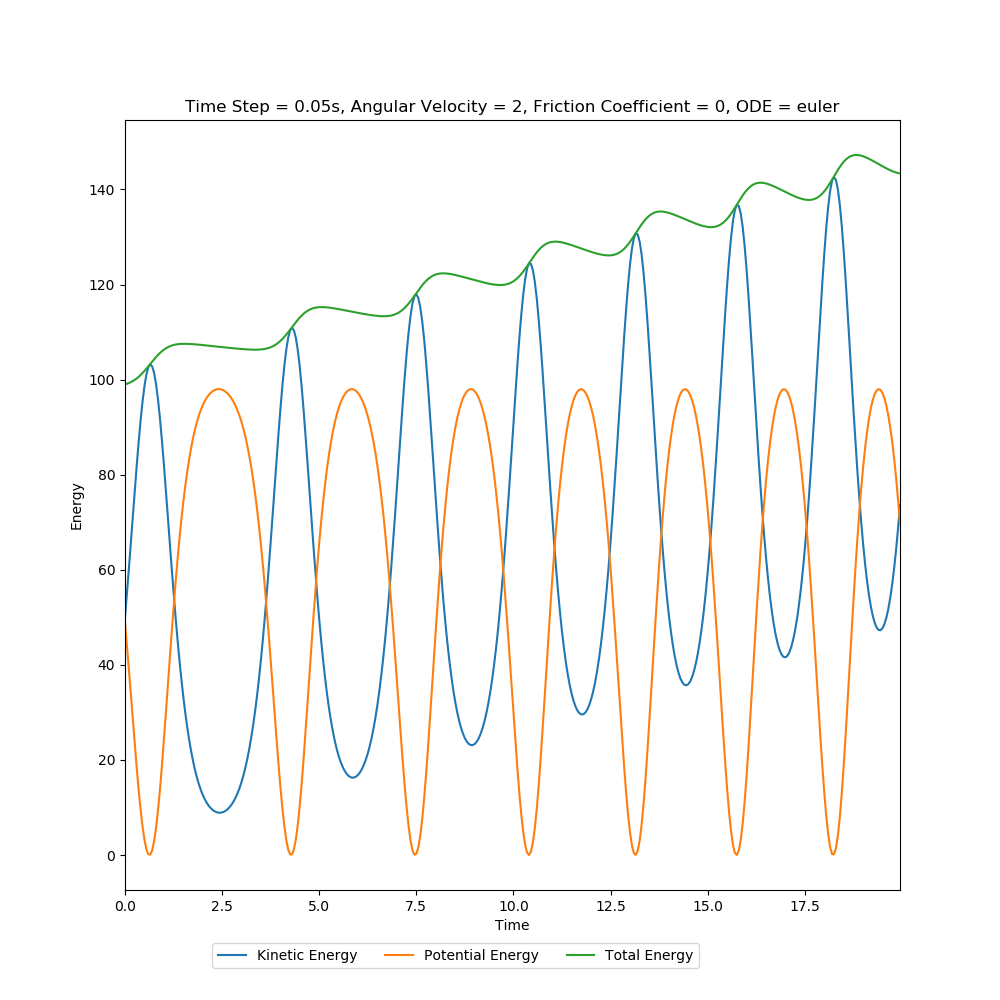 Time Step = 0.05s, Angular Velocity = 2, Friction Coefficient = 0, ODE = euler
140
120
100
80
60
40
20
0
Energy
0.0 2.5 5.0 7.5 10.0 12.5 15.0 17.5
Time
Kinetic Energy Potential Energy Total Energy